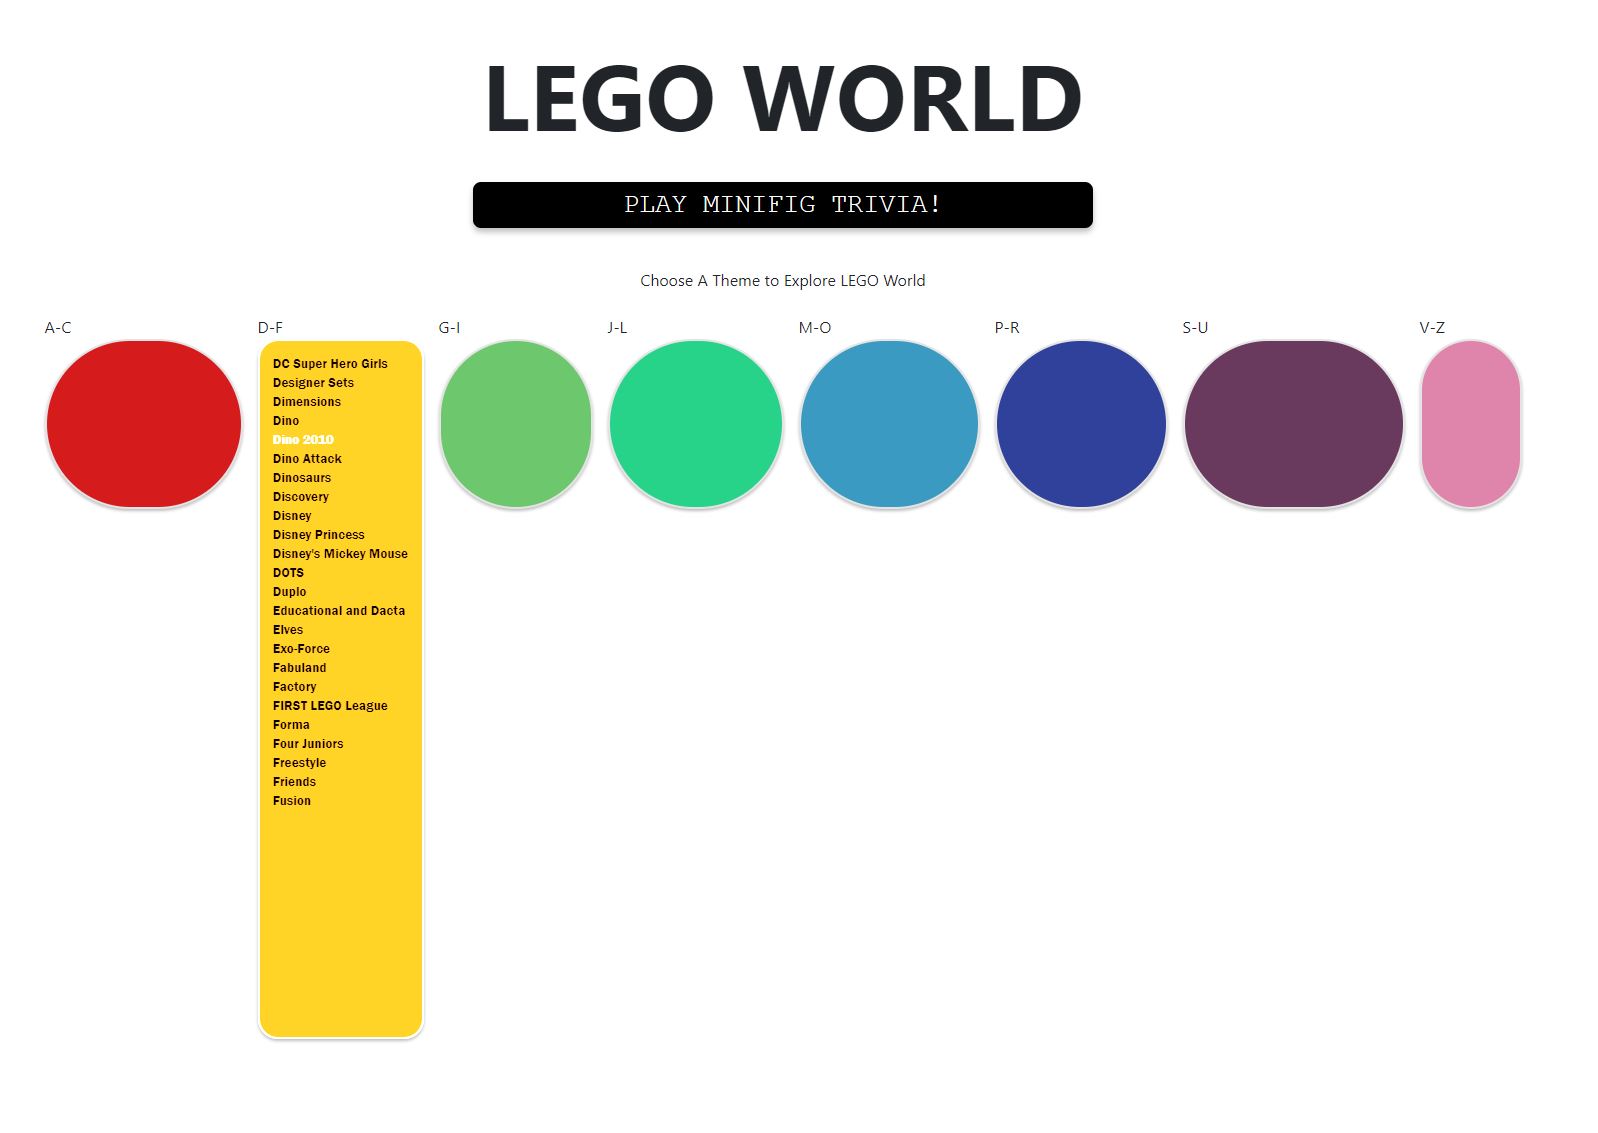 LEGO WORLD
PLAY MINIFIG TRIVIA!
Choose A Theme to Explore LEGO World
A-C
D-F
G-I
J-L
M-O
P-R
S-U
V-Z
DC Super Hero Girls
Designer Sets
Dimensions
Dino
Dino 2010
Dino Attack
Dinosaurs
Discovery
Disney
Disney Princess
Disney's Mickey Mouse
DOTS
Duplo
Educational and Dacta
Elves
Exo-Force
Fabuland
Factory
FIRST LEGO League
Forma
Four Juniors
Freestyle
Friends
Fusion